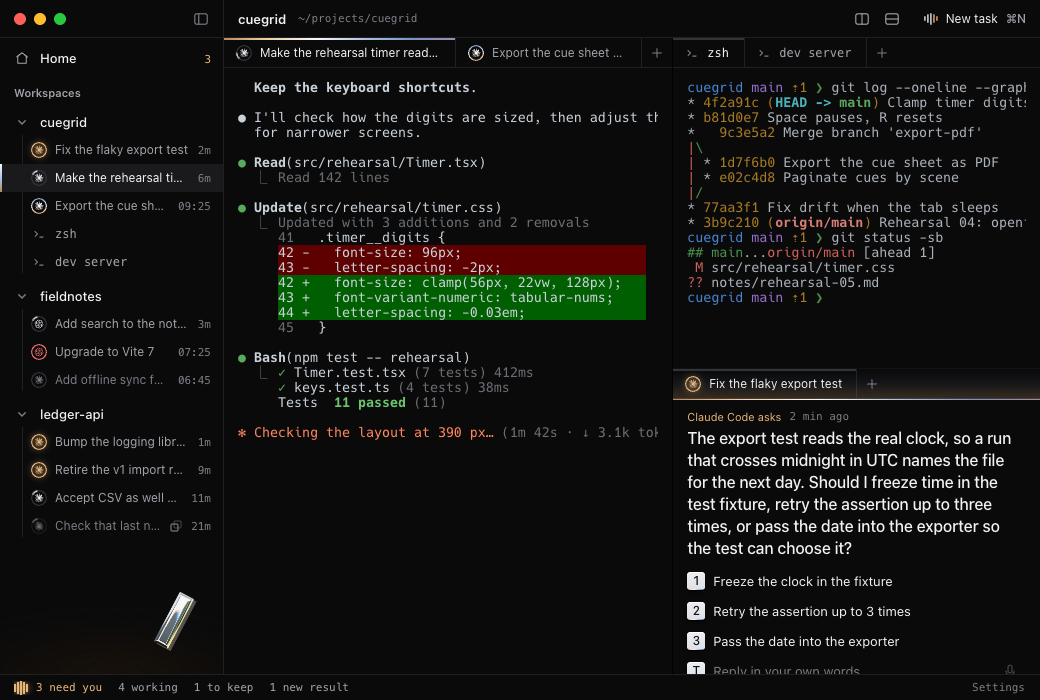 cuegrid ~/projects/cuegrid
New task ⌘N
Home 3
Workspaces
cuegrid
Fix the flaky export test 2m
Make the rehearsal ti... 6m
Export the cue sh... 09:25
zsh
dev server
fieldnotes
Add search to the not... 3m
Upgrade to Vite 7 07:25
Add offline sync f... 06:45
ledger-api
Bump the logging libr... 1m
Retire the v1 import r... 9m
Accept CSV as well ... 11m
Check that last n... 21m
Make the rehearsal timer read...
Export the cue sheet ...
Keep the keyboard shortcuts.
● I'll check how the digits are sized, then adjust th
for narrower screens.
● Read(src/rehearsal/Timer.tsx)
Read 142 lines
● Update(src/rehearsal/timer.css)
Updated with 3 additions and 2 removals
41 .timer__digits {
42 - font-size: 96px;
43 - letter-spacing: -2px;
42 + font-size: clamp(56px, 22vw, 128px);
43 + font-variant-numeric: tabular-nums;
44 + letter-spacing: -0.03em;
45 }
● Bash(npm test -- rehearsal)
✓ Timer.test.tsx (7 tests) 412ms
✓ keys.test.ts (4 tests) 38ms
Tests 11 passed (11)
✻ Checking the layout at 390 px… (1m 42s · ↓ 3.1k tok
zsh
dev server
cuegrid main ⇡1 ❯ git log --oneline --graph
* 4f2a91c (HEAD -> main) Clamp timer digits
* b81d0e7 Space pauses, R resets
* 9c3e5a2 Merge branch 'export-pdf'
|\
| * 1d7f6b0 Export the cue sheet as PDF
| * e02c4d8 Paginate cues by scene
|/
* 77aa3f1 Fix drift when the tab sleeps
* 3b9c210 (origin/main) Rehearsal 04: open
cuegrid main ⇡1 ❯ git status -sb
## main...origin/main [ahead 1]
M src/rehearsal/timer.css
?? notes/rehearsal-05.md
cuegrid main ⇡1 ❯
Fix the flaky export test
Claude Code asks 2 min ago
The export test reads the real clock, so a run
that crosses midnight in UTC names the file
for the next day. Should I freeze time in the
test fixture, retry the assertion up to three
times, or pass the date into the exporter so
the test can choose it?
1 Freeze the clock in the fixture
2 Retry the assertion up to 3 times
3 Pass the date into the exporter
T Reply in your own words
3 need you 4 working 1 to keep 1 new result
Settings